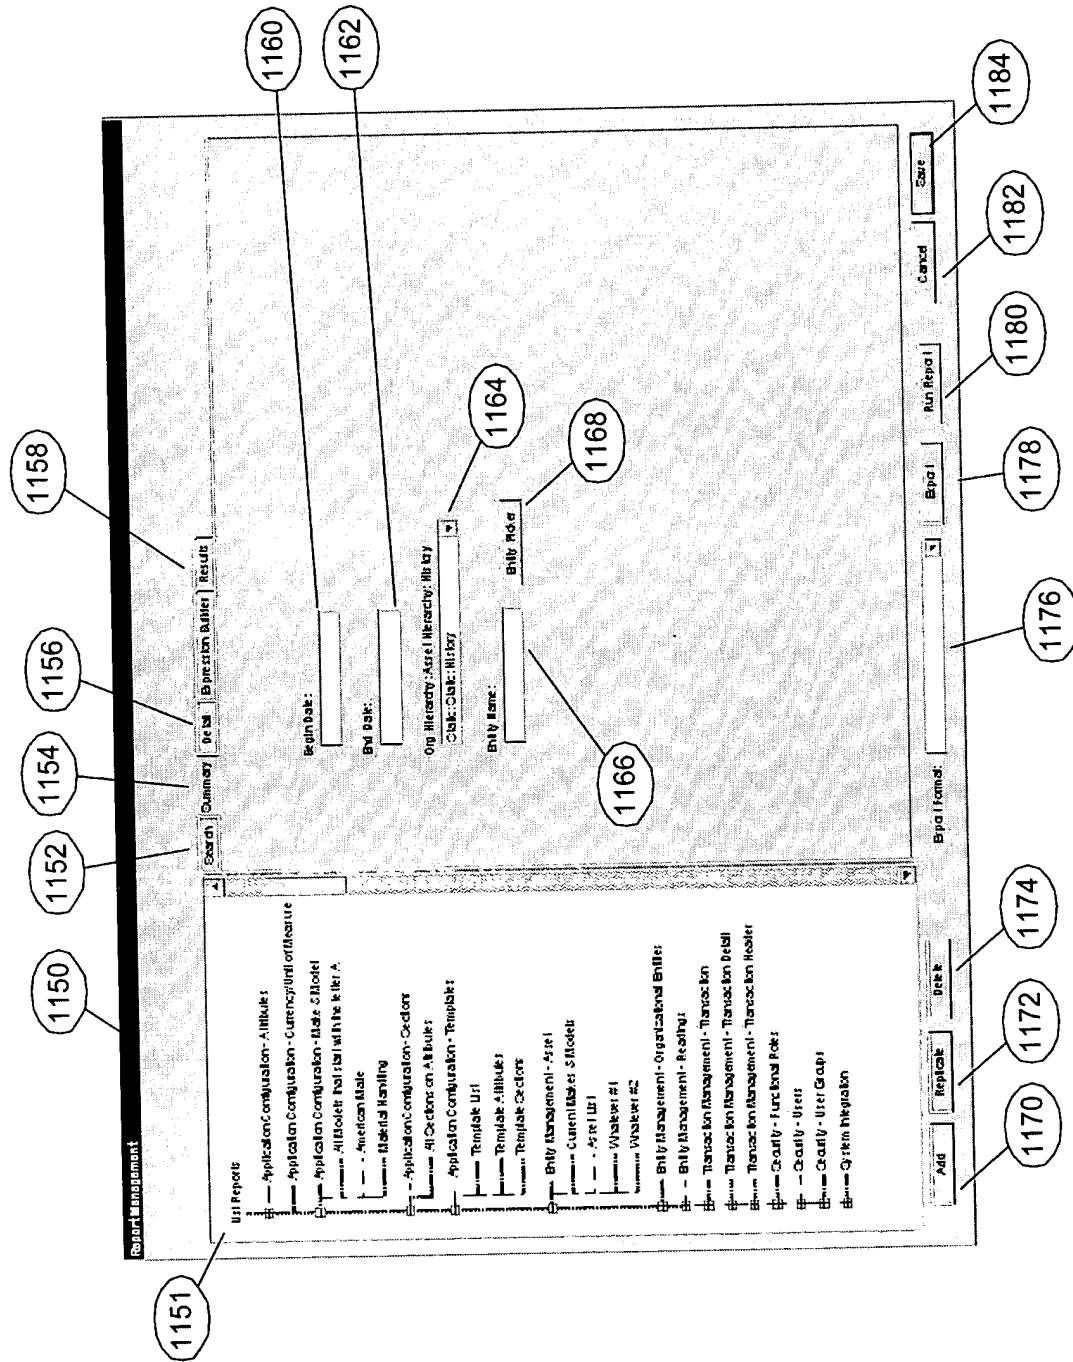 1150
1152
1154
1156
1158
1160
1162
Report Management
1151
List Reports
Application Configuration - Attributes
Application Configuration - Currency/Unit of Measure
Application Configuration - Make & Model
All Models that start with the letter A
American Made
Material Handling
Application Configuration - Sections
All Sections on Attributes
Application Configuration - Templates
Template List
Template Attributes
Template Sections
Entity Management - Asset
Current Makes & Models
Asset List
Whatever #1
Whatever #2
Entity Management - Organizational Entities
Entity Management - Readings
Transaction Management - Transaction
Transaction Management - Transaction Detail
Transaction Management - Transaction Header
Security - Functional Roles
Security - Users
Security - User Groups
System Integration
Search
Summary
Detail
Expression Builder
Results
Begin Date:
End Date:
Org Hierarchy: Asset Hierarchy: History
Static: Static: History
1164
Entity Name:
Entity Picker
1166
1168
Add
Replicate
Delete
Export Format:
Export
Run Report
Cancel
Save
1170
1172
1174
1176
1178
1180
1182
1184